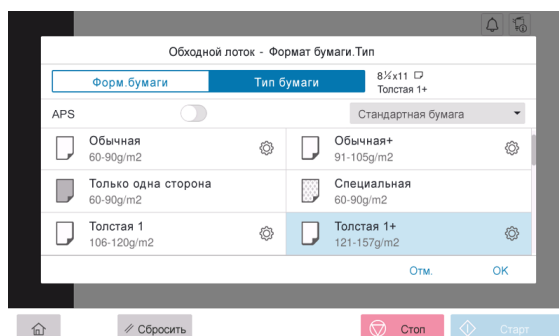 Обходной лоток - Формат бумаги.Тип
Форм.бумаги
Тип бумаги
8½x11
Толстая 1+
APS
Стандартная бумага
Обычная
60-90g/m2
Обычная+
91-105g/m2
Только одна сторона
60-90g/m2
Специальная
60-90g/m2
Толстая 1
106-120g/m2
Толстая 1+
121-157g/m2
Отм.
OK
Сбросить
Стоп
Старт